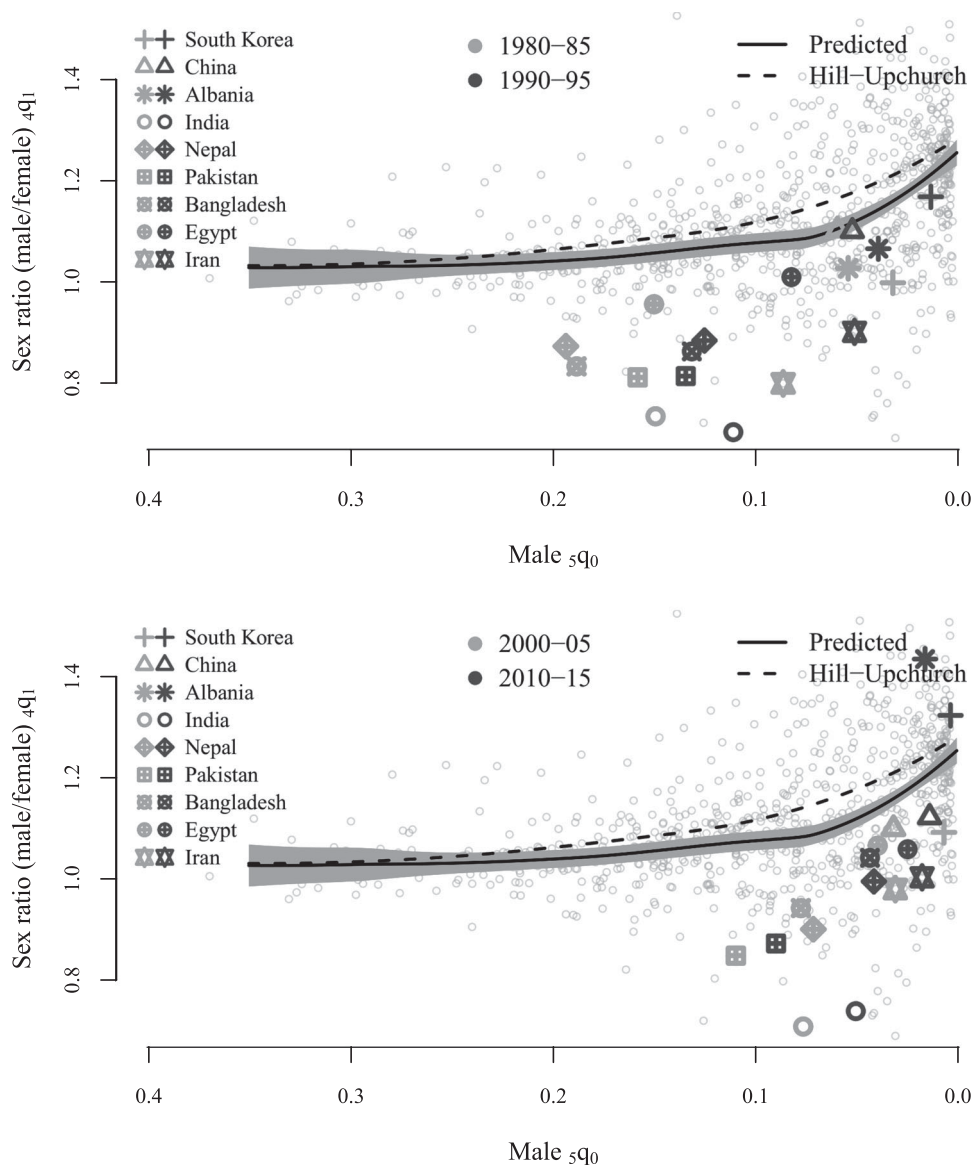 South Korea
China
Albania
India
Nepal
Pakistan
Bangladesh
Egypt
Iran
1980−85
1990−95
Predicted
Hill−Upchurch
Sex ratio (male/female) ₄q₁
1.4
1.2
1.0
0.8
0.4 0.3 0.2 0.1 0.0
Male ₅q₀
South Korea
China
Albania
India
Nepal
Pakistan
Bangladesh
Egypt
Iran
2000−05
2010−15
Predicted
Hill−Upchurch
Sex ratio (male/female) ₄q₁
1.4
1.2
1.0
0.8
0.4 0.3 0.2 0.1 0.0
Male ₅q₀